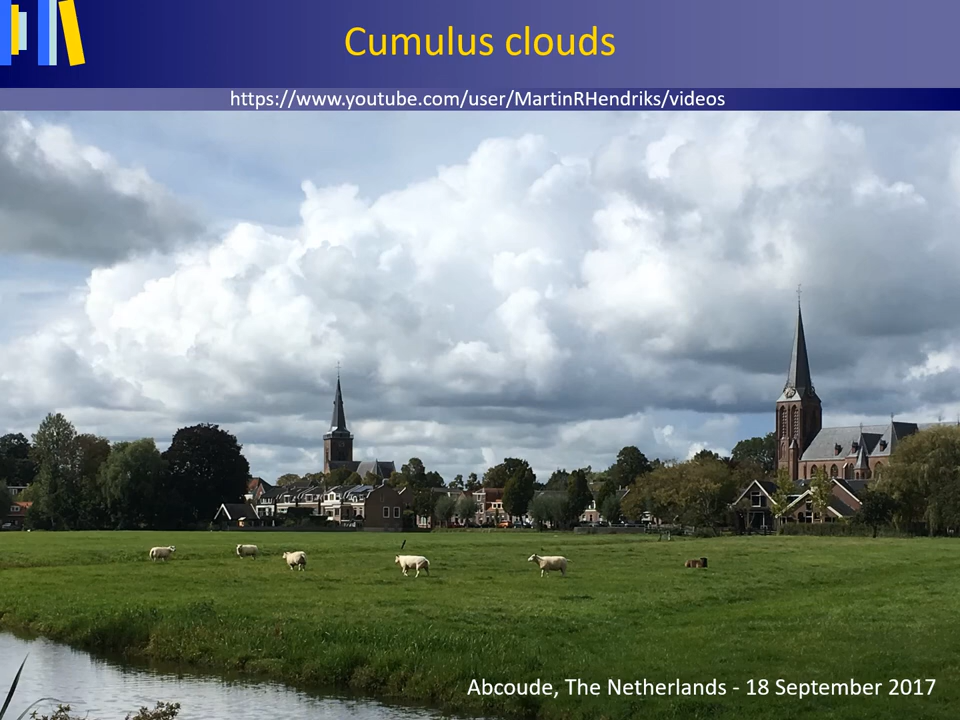 Cumulus clouds
https://www.youtube.com/user/MartinRHendriks/videos
Abcoude, The Netherlands - 18 September 2017